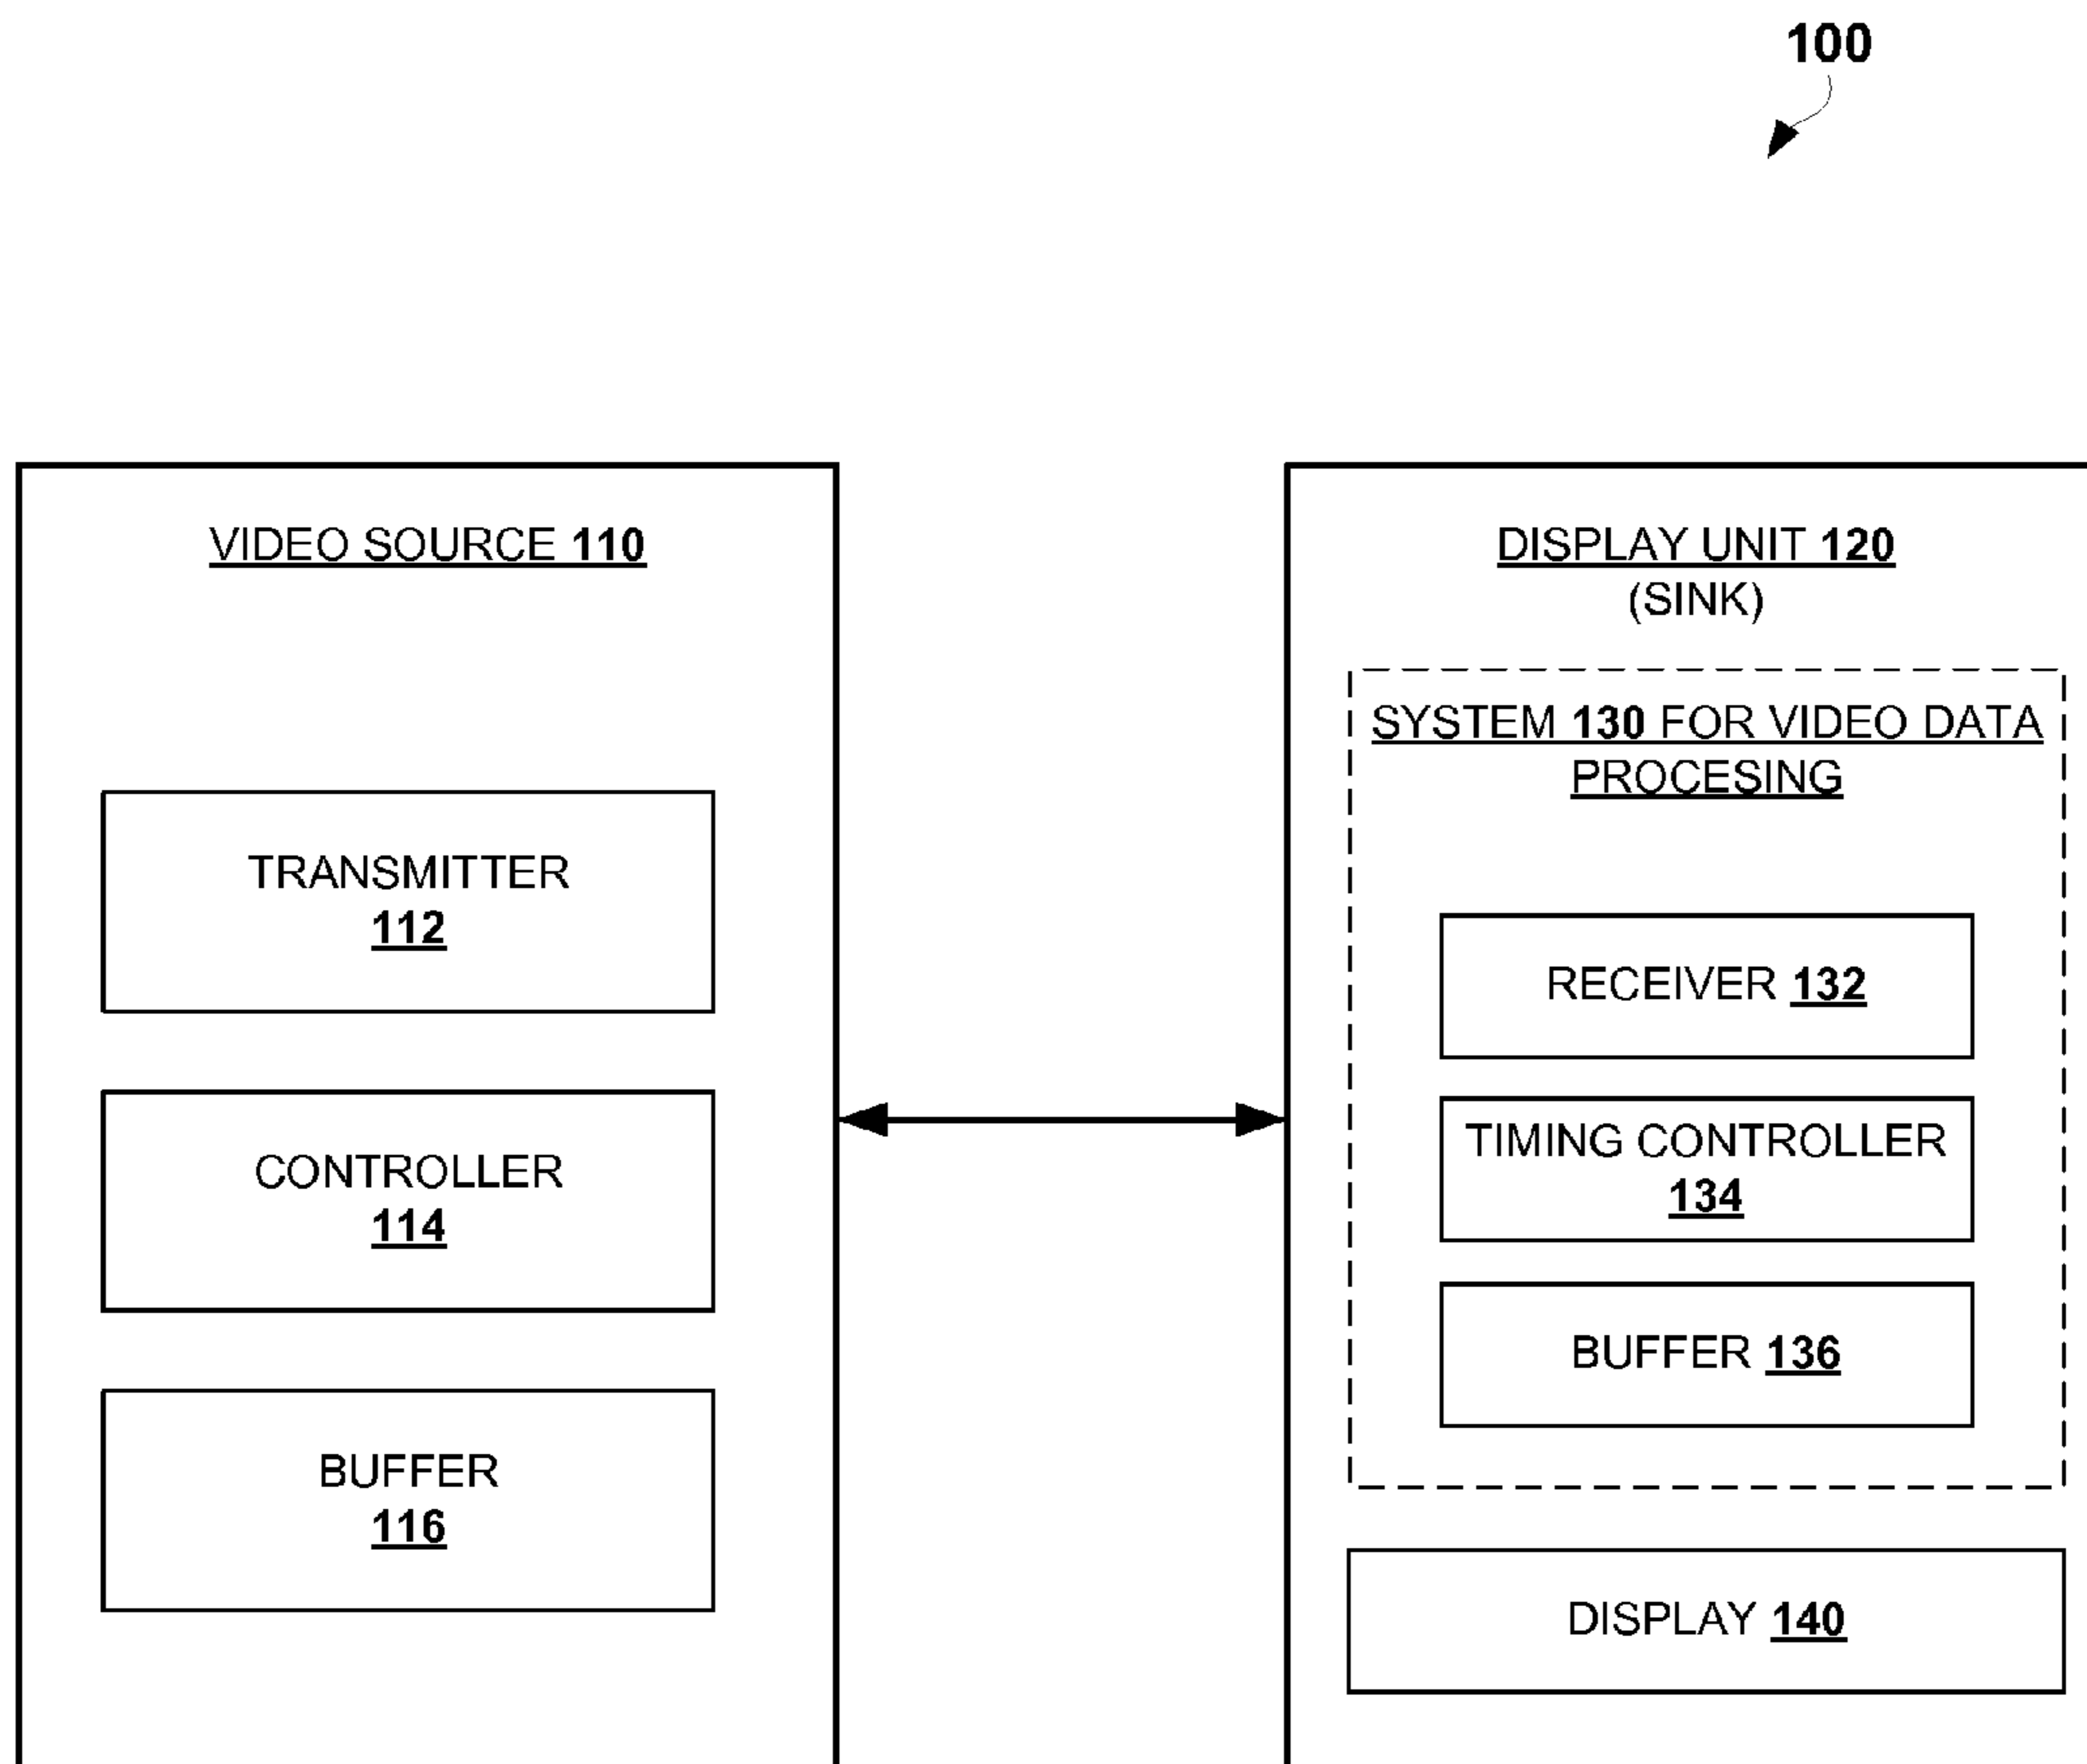 100
VIDEO SOURCE 110
TRANSMITTER
112
CONTROLLER
114
BUFFER
116
DISPLAY UNIT 120
(SINK)
SYSTEM 130 FOR VIDEO DATA
PROCESING
RECEIVER 132
TIMING CONTROLLER
134
BUFFER 136
DISPLAY 140